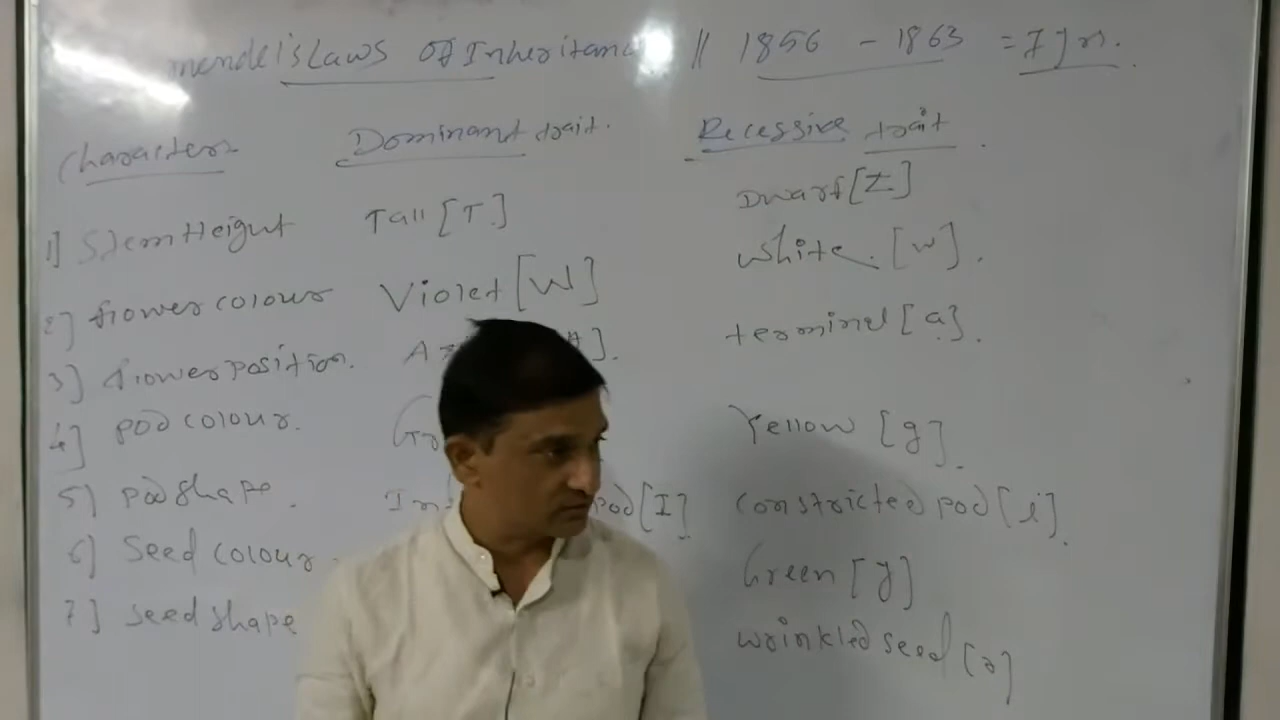 Mendel's Laws Of Inheritance || 1856 - 1863 = 7 yrs.
Characters Dominant trait. Recessive trait.
1] Stem Height Tall [T] Dwarf [t]
2] flower colour Violet [W] White. [w].
3] flower position. terminal [a].
4] pod colour. Yellow [g].
5] pod shape. pod [I] Constricted pod [i].
6] Seed colour. Green [y]
7] seed shape wrinkled seed [r]